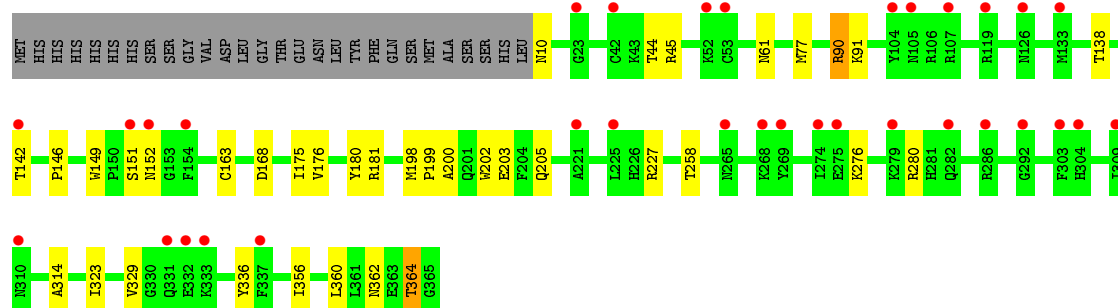 MET HIS HIS HIS HIS HIS HIS SER SER GLY VAL ASP LEU GLY THR GLU ASN LEU TYR PHE GLN SER MET ALA SER SER HIS LEU N10 G23 C42 K43 T44 R45 K52 C53 N61 M77 R90 K91 Y104 N105 R106 R107 R119 N126 M133 T138
T142 P146 W149 P150 S151 N152 G153 F154 C163 D168 I175 V176 Y180 R181 M198 P199 A200 Q201 W202 E203 F204 Q205 A221 L225 H226 R227 T258 N265 K268 Y269 I274 E275 K276 K279 R280 H281 Q282 R286 G292 F303 H304 I309
N310 A314 I323 V329 G330 Q331 E332 K333 Y336 F337 I356 L360 L361 N362 E363 T364 G365